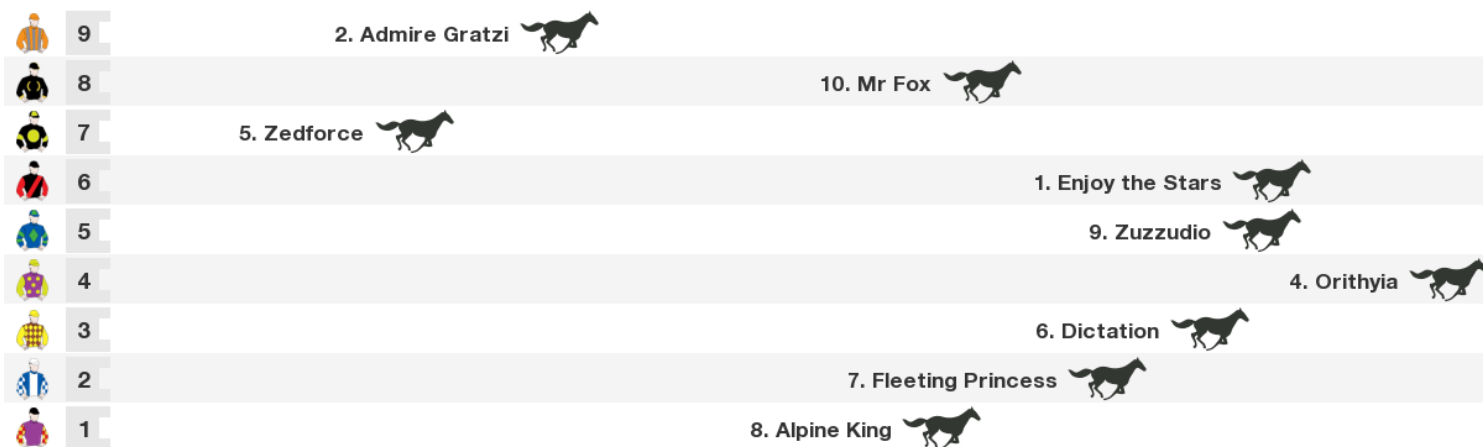 9 2. Admire Gratzi
8 10. Mr Fox
7 5. Zedforce
6 1. Enjoy the Stars
5 9. Zuzzudio
4 4. Orithyia
3 6. Dictation
2 7. Fleeting Princess
1 8. Alpine King